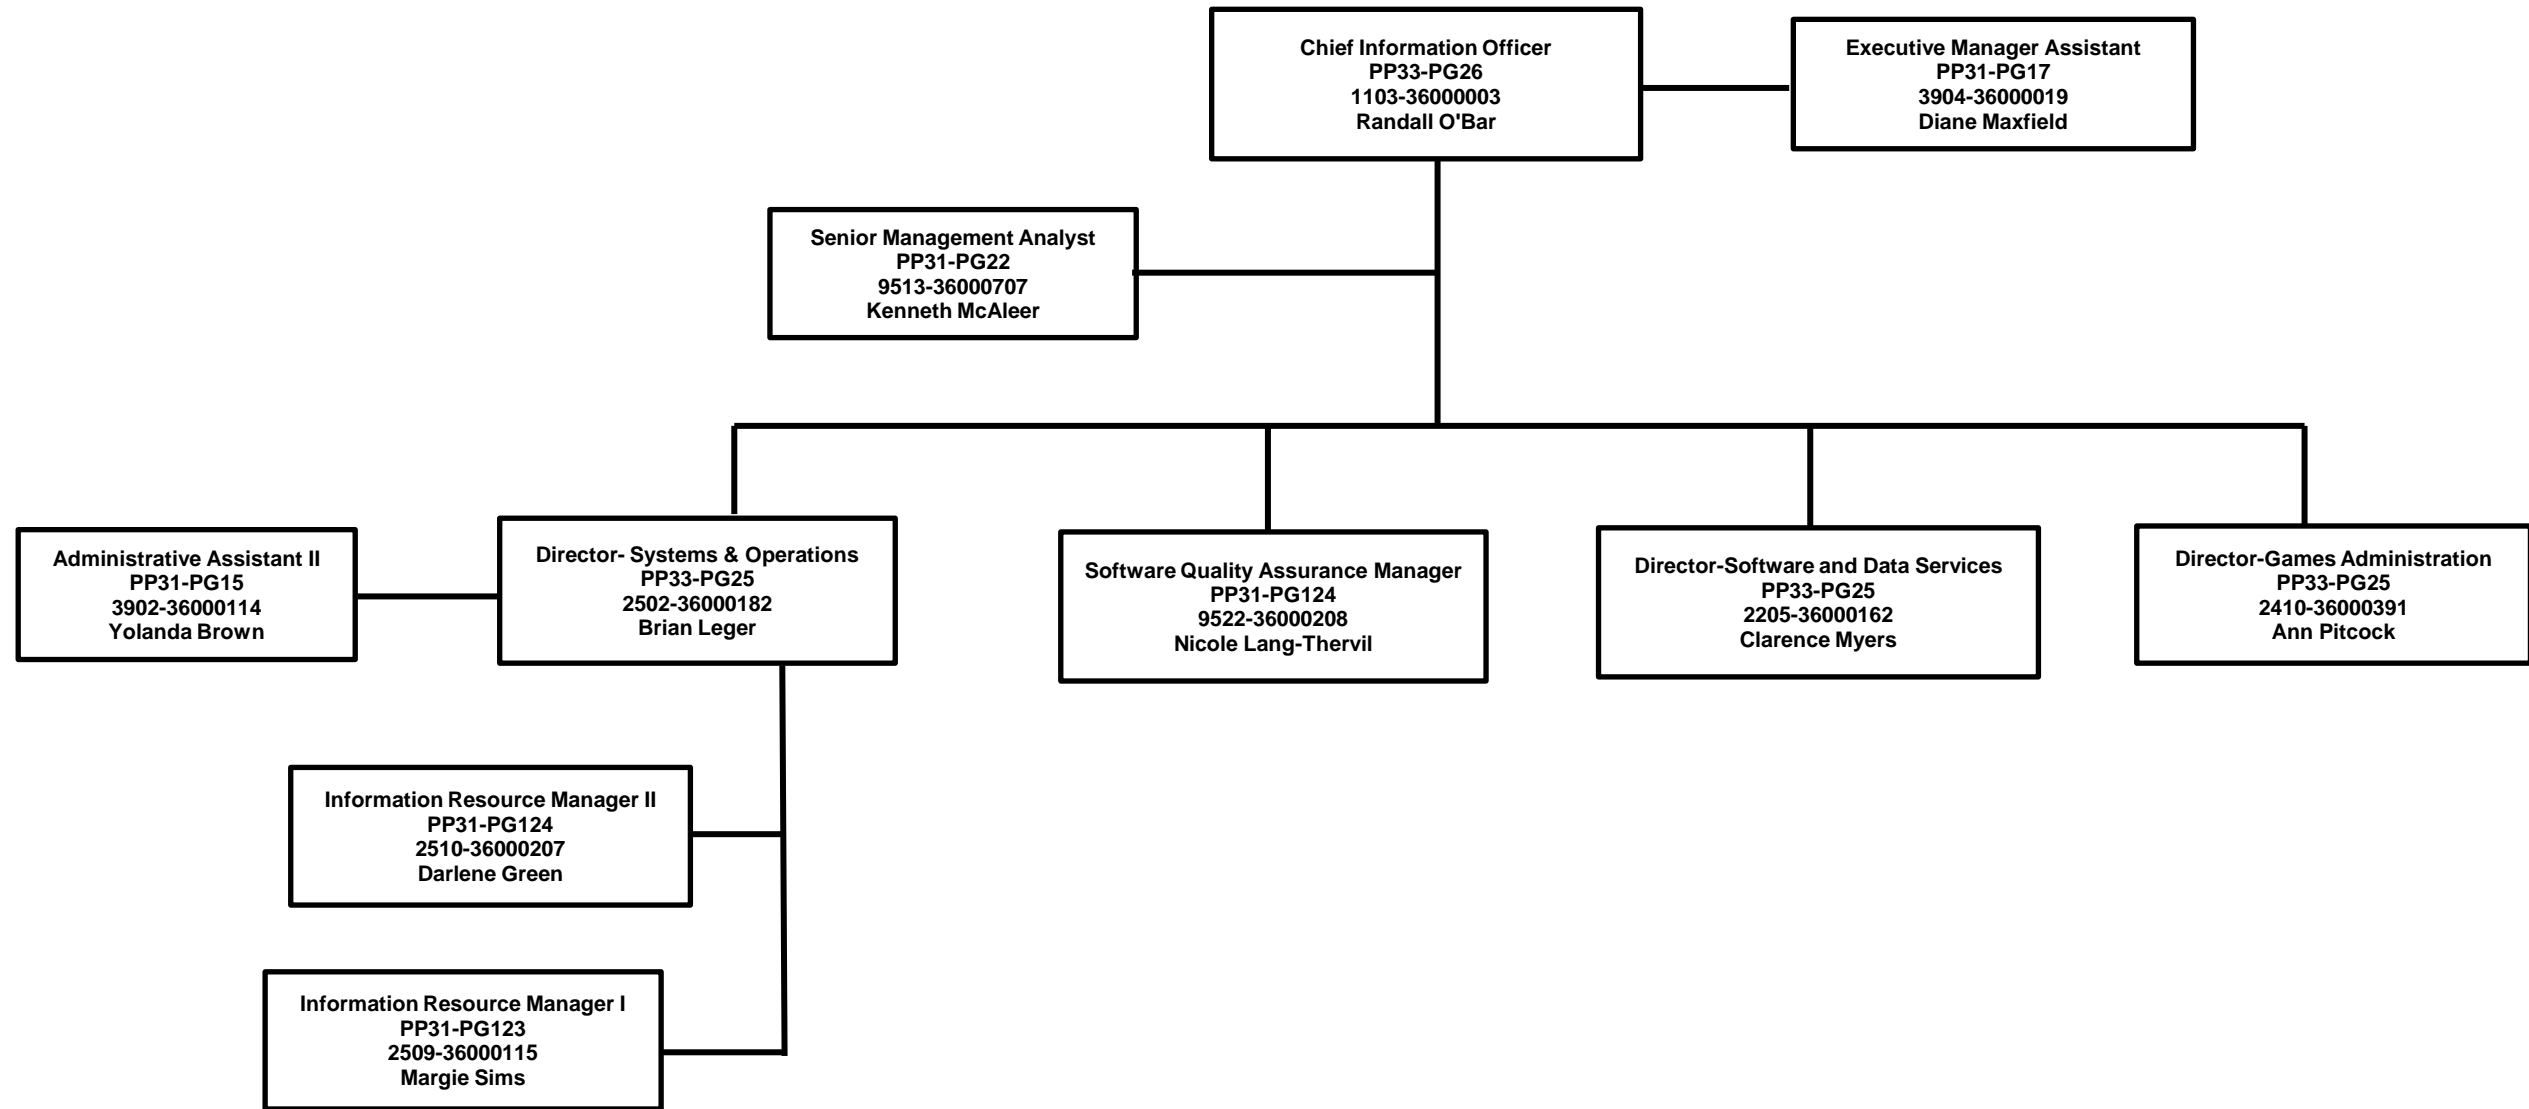 Chief Information Officer
PP33-PG26
1103-36000003
Randall O'Bar
Executive Manager Assistant
PP31-PG17
3904-36000019
Diane Maxfield
Senior Management Analyst
PP31-PG22
9513-36000707
Kenneth McAleer
Administrative Assistant II
PP31-PG15
3902-36000114
Yolanda Brown
Director- Systems & Operations
PP33-PG25
2502-36000182
Brian Leger
Software Quality Assurance Manager
PP31-PG124
9522-36000208
Nicole Lang-Thervil
Director-Software and Data Services
PP33-PG25
2205-36000162
Clarence Myers
Director-Games Administration
PP33-PG25
2410-36000391
Ann Pitcock
Information Resource Manager II
PP31-PG124
2510-36000207
Darlene Green
Information Resource Manager I
PP31-PG123
2509-36000115
Margie Sims